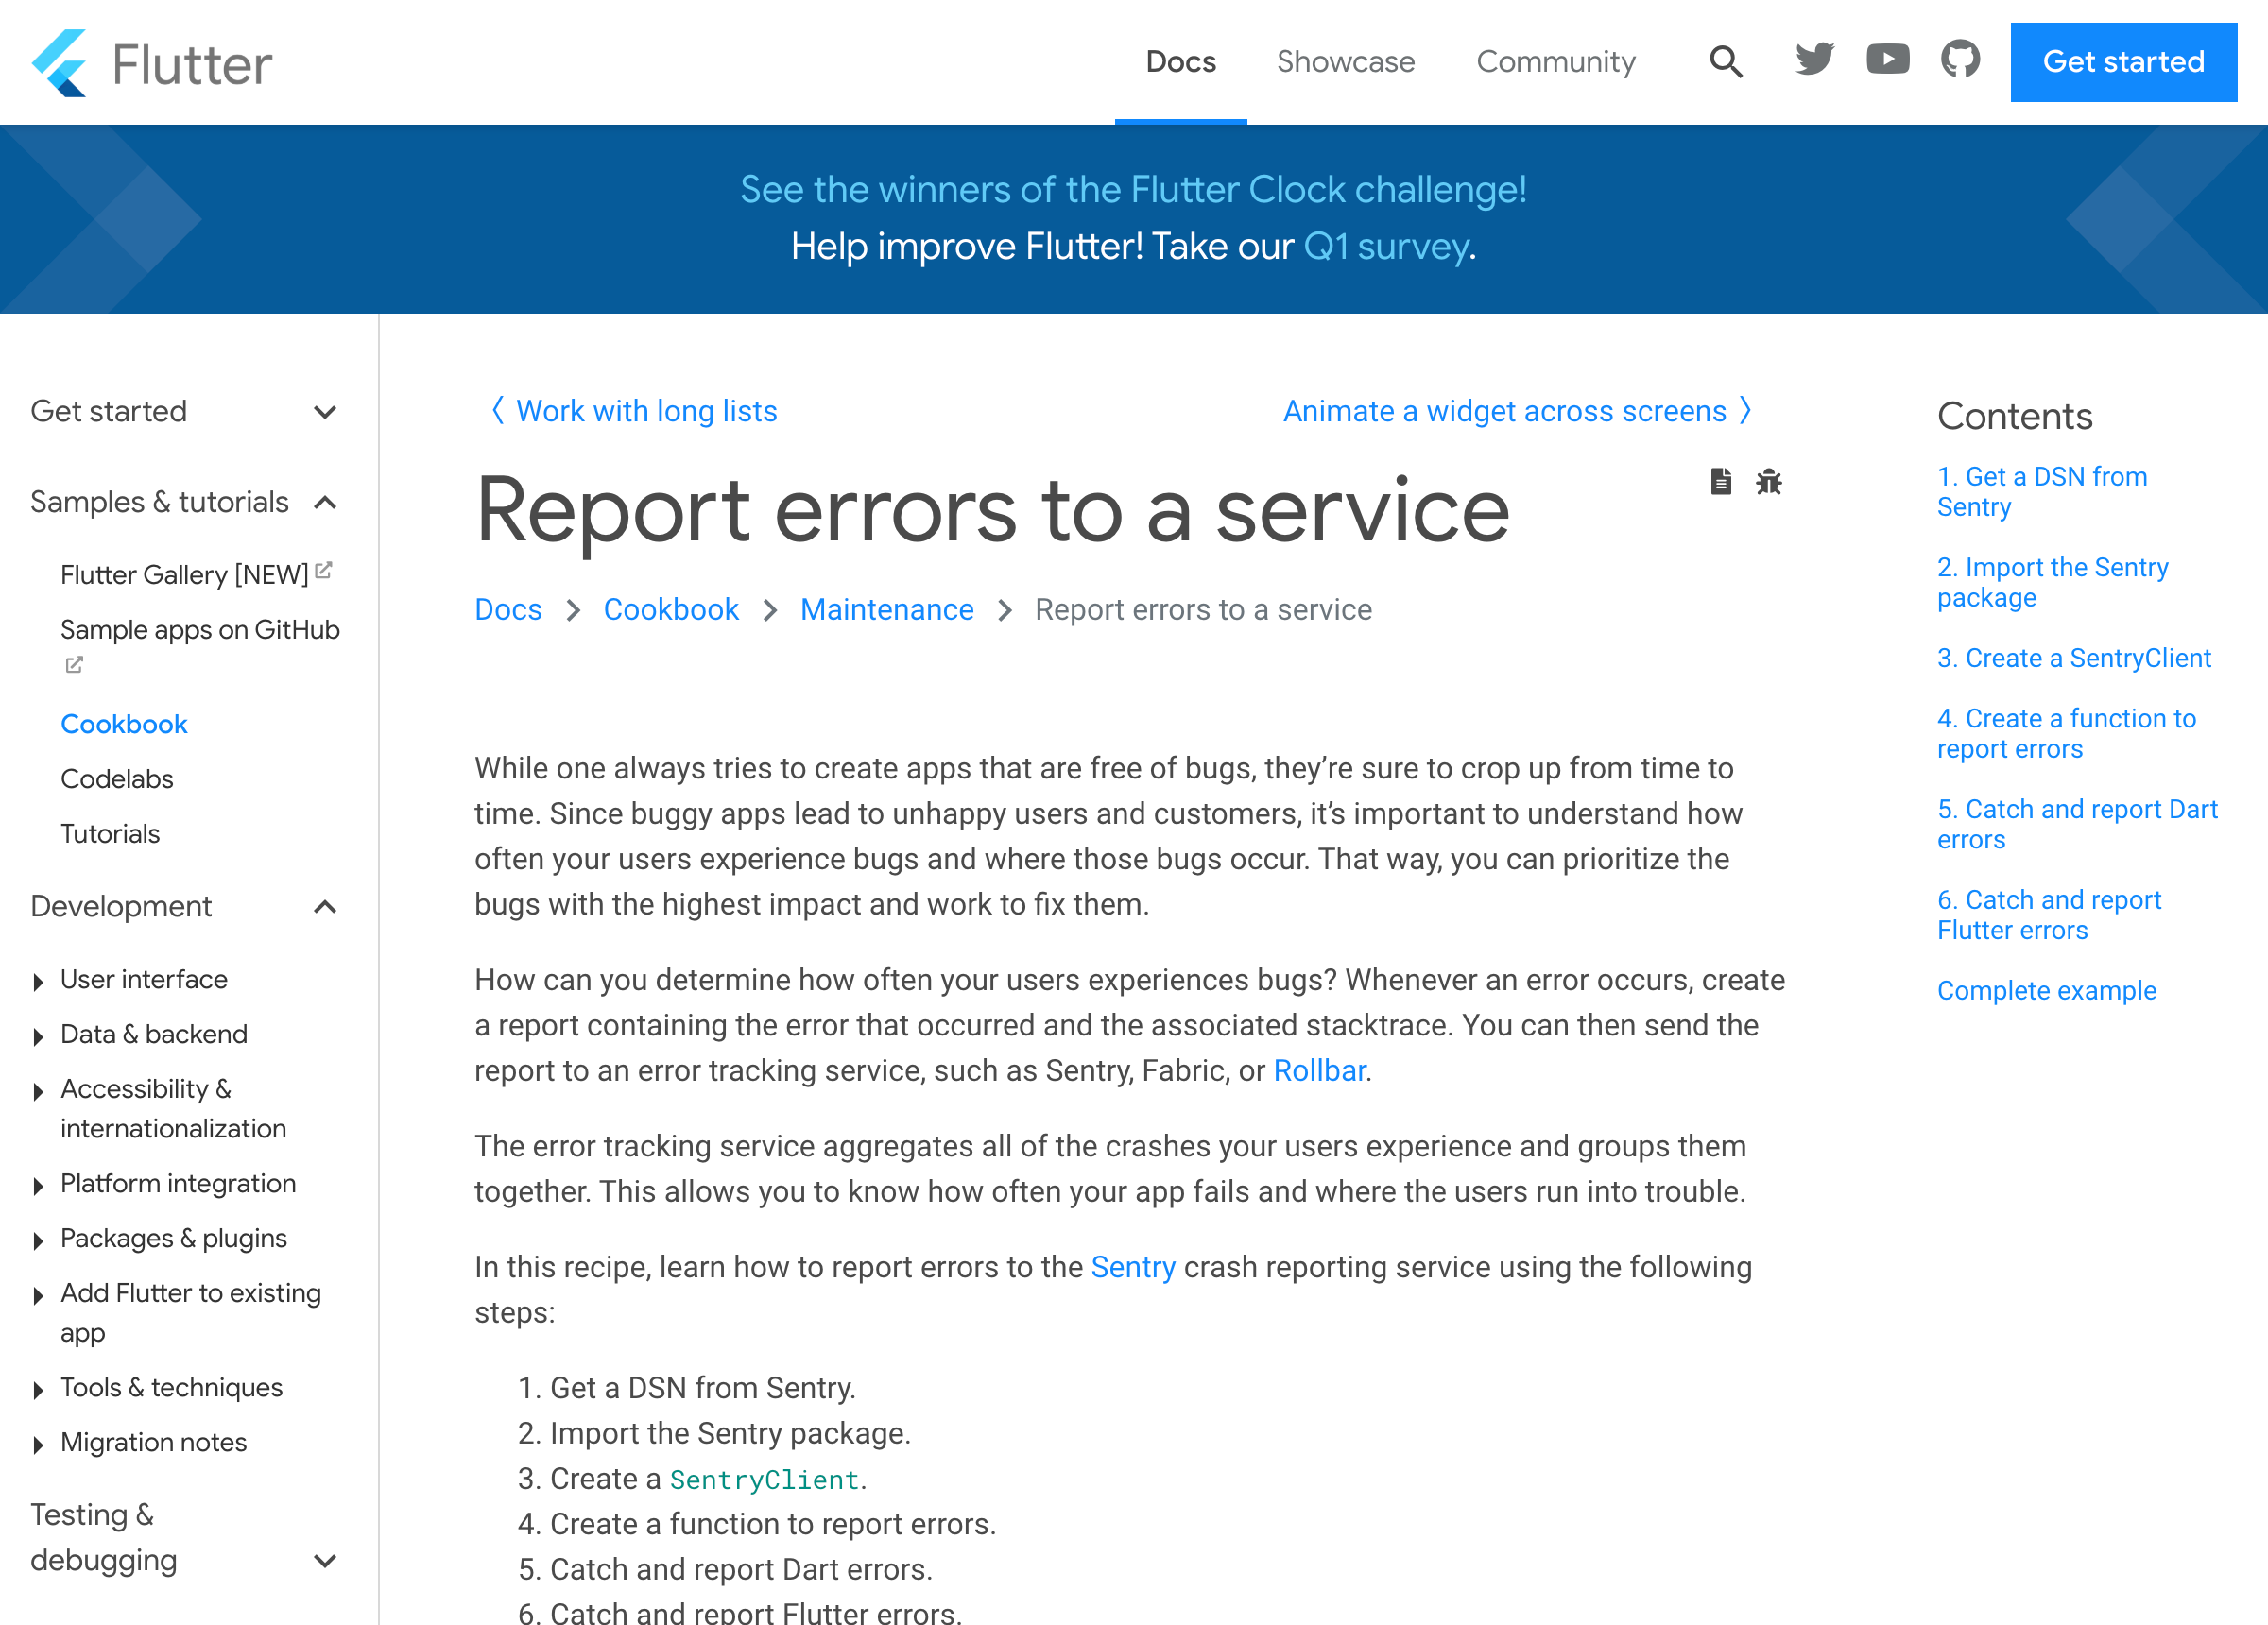 Flutter
Docs
Showcase
Community
Get started
See the winners of the Flutter Clock challenge!
Help improve Flutter! Take our Q1 survey.
Get started
Samples & tutorials
Flutter Gallery [NEW]
Sample apps on GitHub
Cookbook
Codelabs
Tutorials
Development
User interface
Data & backend
Accessibility &
internationalization
Platform integration
Packages & plugins
Add Flutter to existing
app
Tools & techniques
Migration notes
Testing &
debugging
Work with long lists
Animate a widget across screens
Report errors to a service
Docs
Cookbook
Maintenance
Report errors to a service
While one always tries to create apps that are free of bugs, they’re sure to crop up from time to
time. Since buggy apps lead to unhappy users and customers, it’s important to understand how
often your users experience bugs and where those bugs occur. That way, you can prioritize the
bugs with the highest impact and work to fix them.
How can you determine how often your users experiences bugs? Whenever an error occurs, create
a report containing the error that occurred and the associated stacktrace. You can then send the
report to an error tracking service, such as Sentry, Fabric, or Rollbar.
The error tracking service aggregates all of the crashes your users experience and groups them
together. This allows you to know how often your app fails and where the users run into trouble.
In this recipe, learn how to report errors to the Sentry crash reporting service using the following
steps:
1. Get a DSN from Sentry.
2. Import the Sentry package.
3. Create a SentryClient.
4. Create a function to report errors.
5. Catch and report Dart errors.
6. Catch and report Flutter errors.
Contents
1. Get a DSN from
Sentry
2. Import the Sentry
package
3. Create a SentryClient
4. Create a function to
report errors
5. Catch and report Dart
errors
6. Catch and report
Flutter errors
Complete example